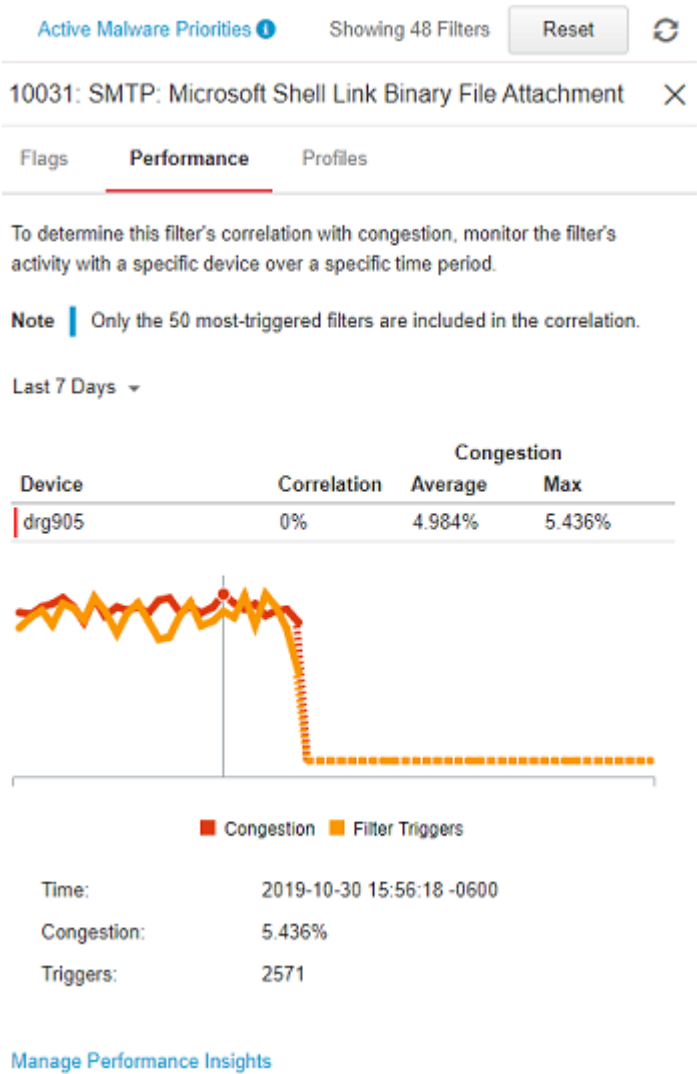 Active Malware Priorities Showing 48 Filters Reset
10031: SMTP: Microsoft Shell Link Binary File Attachment
Flags Performance Profiles
To determine this filter's correlation with congestion, monitor the filter's
activity with a specific device over a specific time period.
Note Only the 50 most-triggered filters are included in the correlation.
Last 7 Days
Congestion
Device Correlation Average Max
drg905 0% 4.984% 5.436%
Congestion Filter Triggers
Time: 2019-10-30 15:56:18 -0600
Congestion: 5.436%
Triggers: 2571
Manage Performance Insights